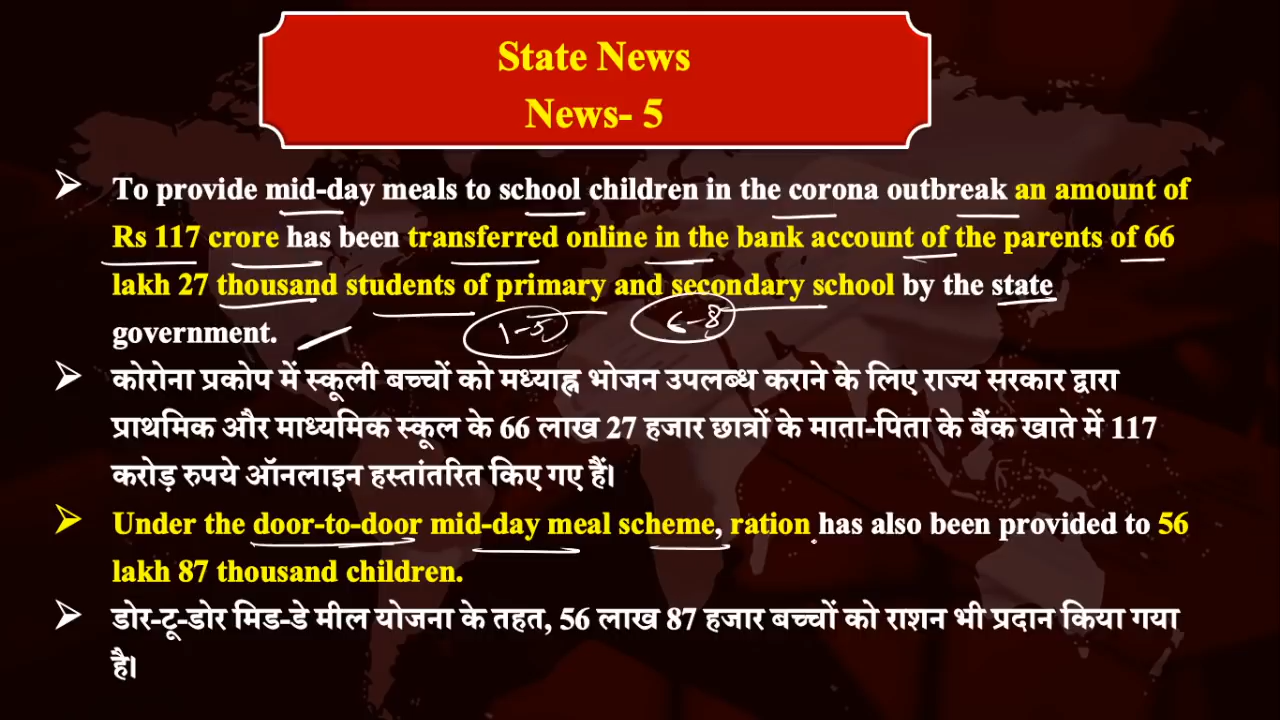 State News
News- 5
To provide mid-day meals to school children in the corona outbreak an amount of
Rs 117 crore has been transferred online in the bank account of the parents of 66
lakh 27 thousand students of primary and secondary school by the state
government.
1-5 6-8
कोरोना प्रकोप में स्कूली बच्चों को मध्याह्न भोजन उपलब्ध कराने के लिए राज्य सरकार द्वारा
प्राथमिक और माध्यमिक स्कूल के 66 लाख 27 हजार छात्रों के माता-पिता के बैंक खाते में 117
करोड़ रुपये ऑनलाइन हस्तांतरित किए गए हैं।
Under the door-to-door mid-day meal scheme, ration has also been provided to 56
lakh 87 thousand children.
डोर-टू-डोर मिड-डे मील योजना के तहत, 56 लाख 87 हजार बच्चों को राशन भी प्रदान किया गया
है।